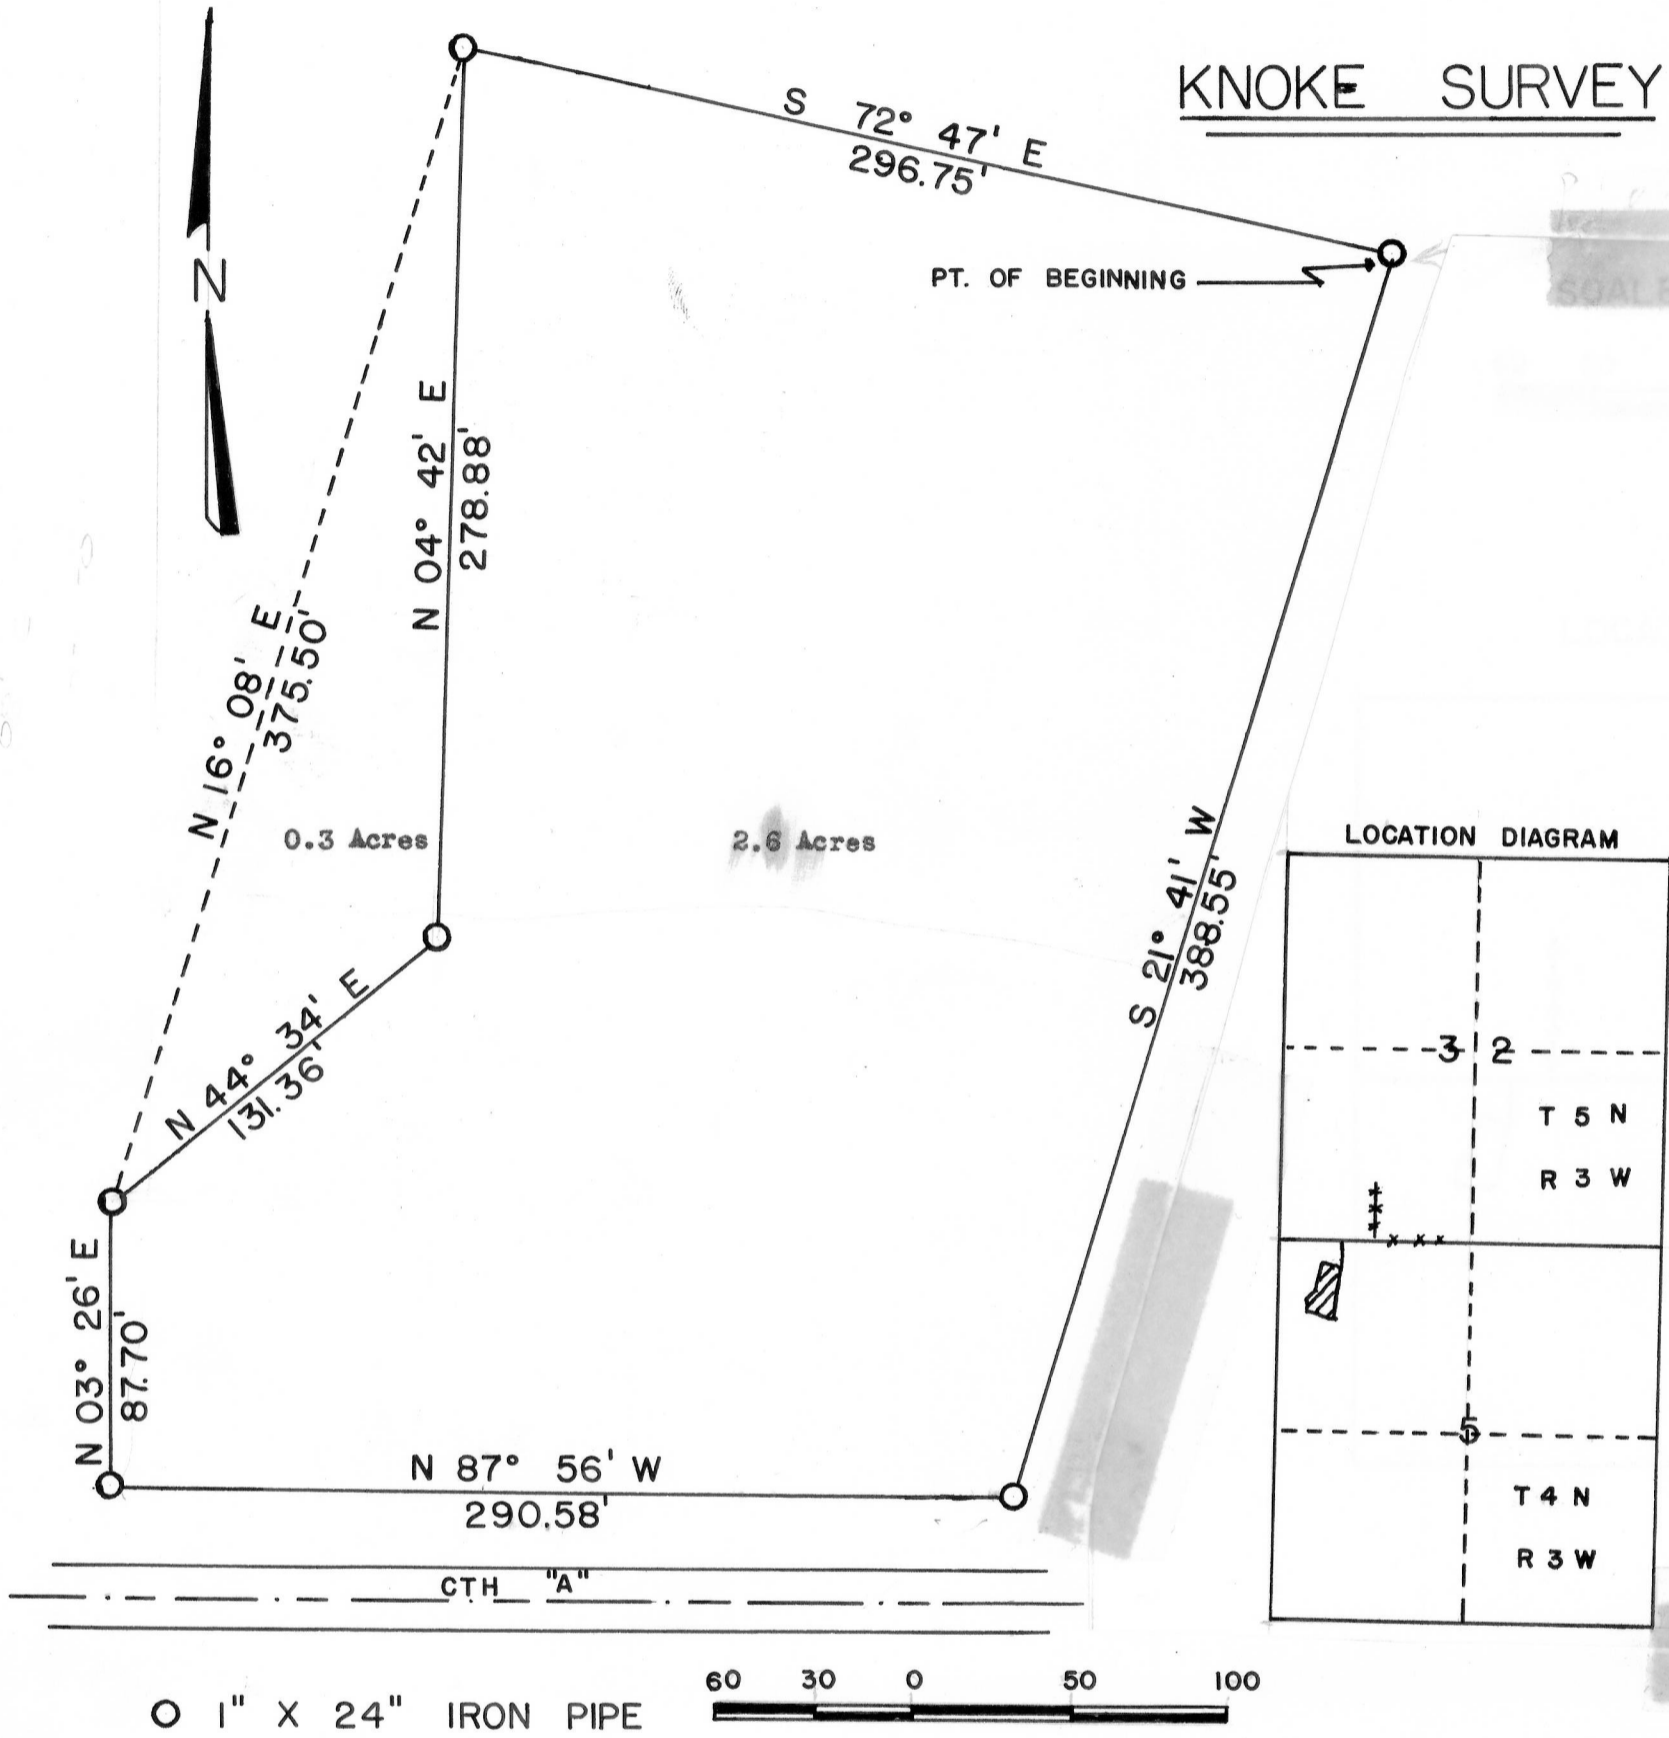 KNOKE SURVEY
N
S 72° 47' E
296.75'
PT. OF BEGINNING
SCALE
N 04° 42' E
278.88'
N 16° 08' E
375.50'
0.3 Acres
2.6 Acres
S 21° 41' W
388.55'
LOCATION DIAGRAM
3 2
T 5 N
R 3 W
5
T 4 N
R 3 W
N 44° 34' E
131.36'
N 03° 26' E
87.70'
N 87° 56' W
290.58'
CTH "A"
60 30 0 50 100
O 1" X 24" IRON PIPE